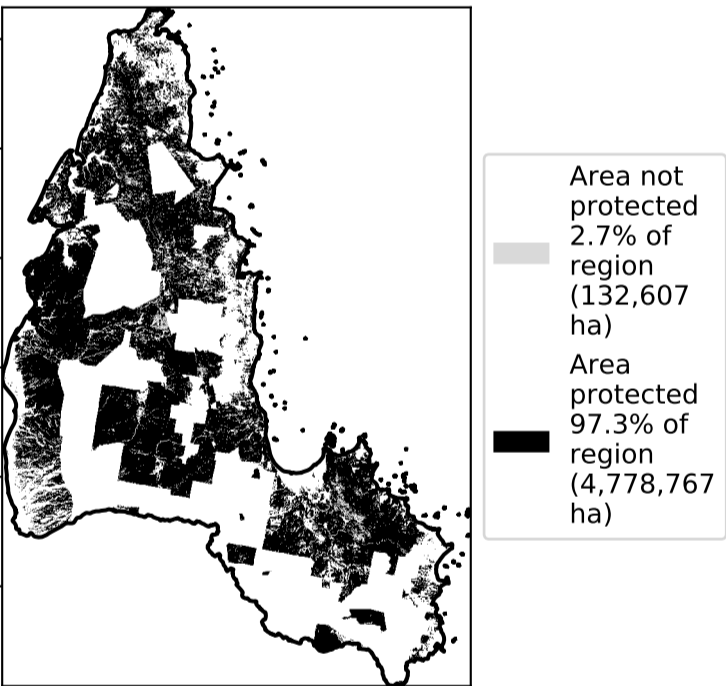 Area not
protected
2.7% of
region
(132,607
ha)
Area
protected
97.3% of
region
(4,778,767
ha)